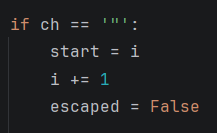 if ch == '"':
    start = i
    i += 1
    escaped = False